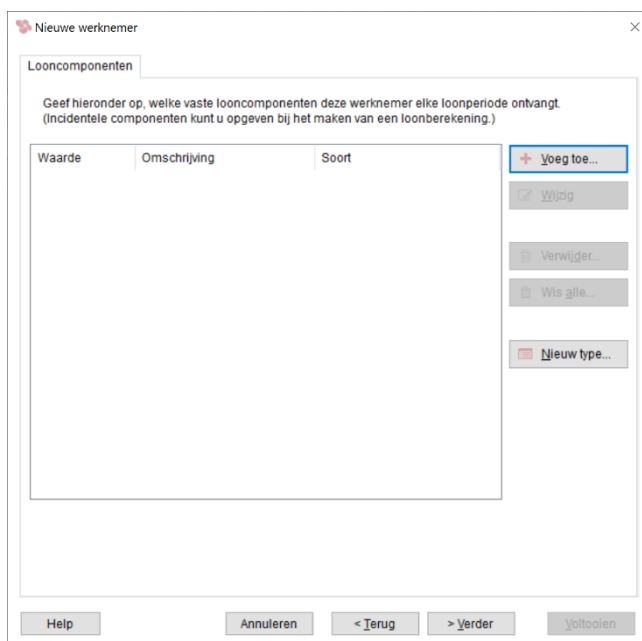 Nieuwe werknemer
Looncomponenten
Geef hieronder op, welke vaste looncomponenten deze werknemer elke loonperiode ontvangt.
(Incidentele componenten kunt u opgeven bij het maken van een loonberekening.)
Waarde Omschrijving Soort
Voeg toe...
Wijzig
Verwijder...
Wis alle...
Nieuw type...
Help Annuleren < Terug > Verder Voltooien